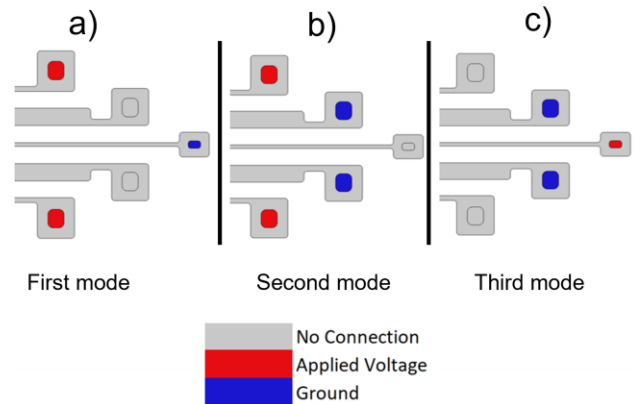 a)
b)
c)
First mode
Second mode
Third mode
No Connection
Applied Voltage
Ground